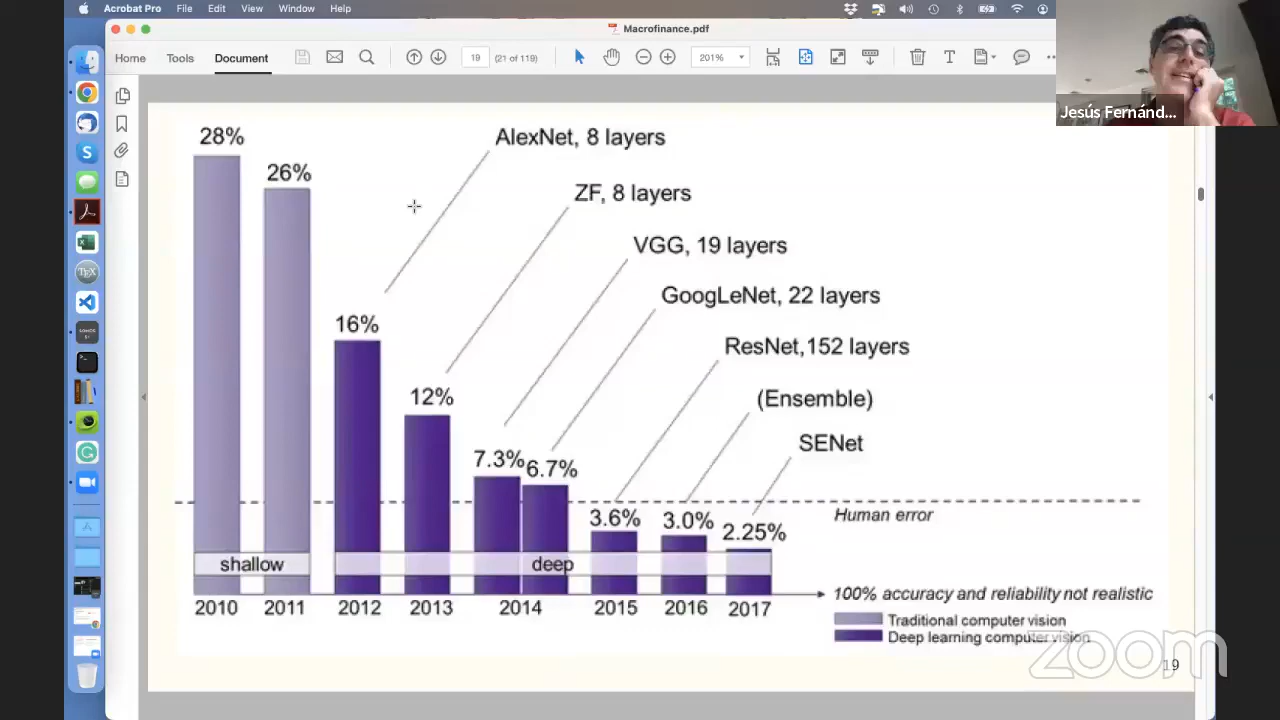 Acrobat Pro File Edit View Window Help
Macrofinance.pdf
Home Tools Document 19 (21 of 119) 201%
Jesús Fernánd...
28%
AlexNet, 8 layers
26%
ZF, 8 layers
VGG, 19 layers
GoogLeNet, 22 layers
16%
ResNet,152 layers
12%
(Ensemble)
SENet
7.3%
6.7%
3.6%
3.0%
2.25%
Human error
shallow
deep
2010 2011 2012 2013 2014 2015 2016 2017
100% accuracy and reliability not realistic
Traditional computer vision
Deep learning computer vision
zoom
19